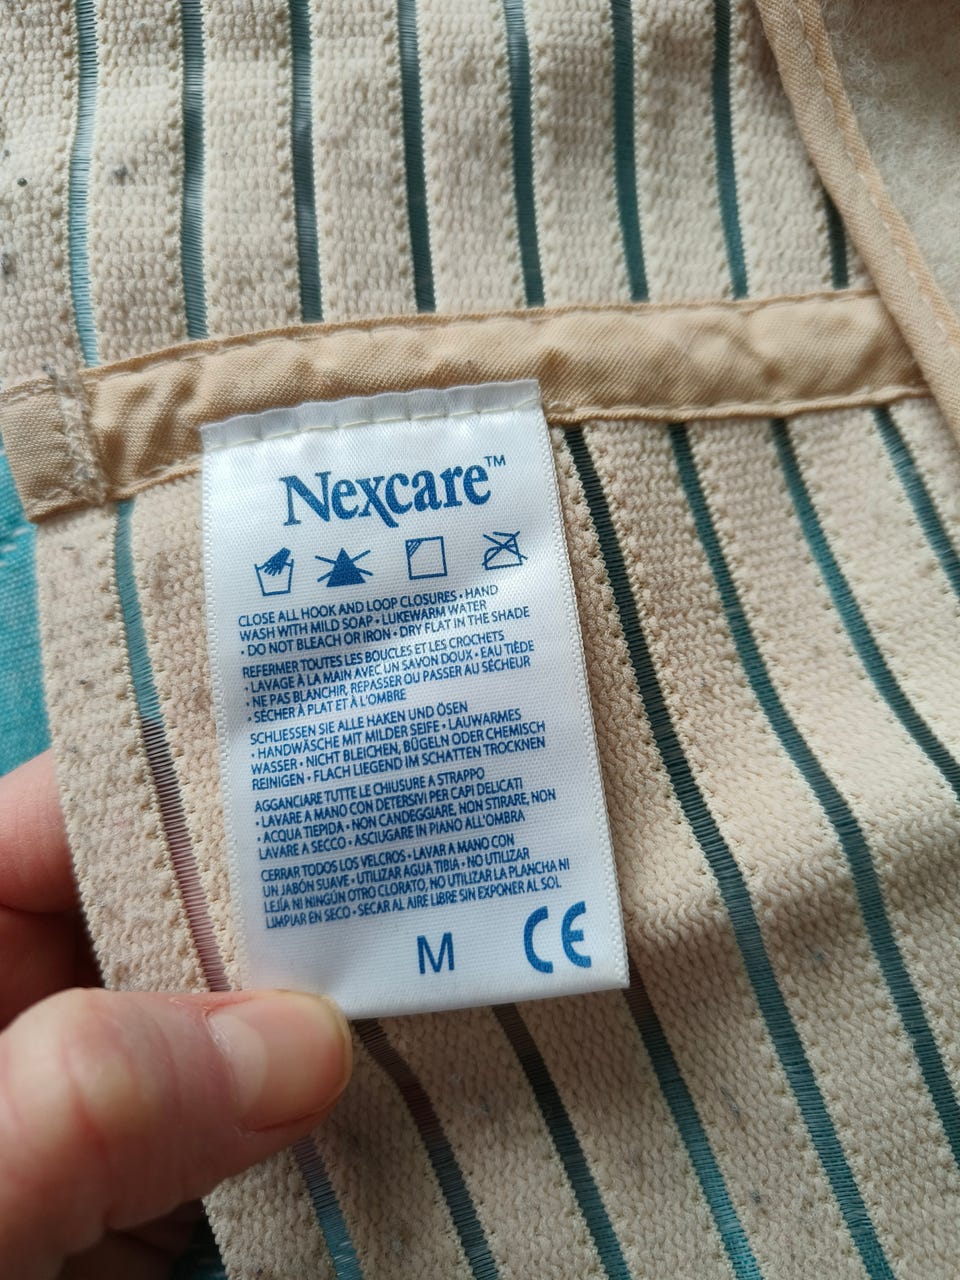 Nexcare™
CLOSE ALL HOOK AND LOOP CLOSURES • HAND
WASH WITH MILD SOAP • LUKEWARM WATER
• DO NOT BLEACH OR IRON • DRY FLAT IN THE SHADE
REFERMER TOUTES LES BOUCLES ET LES CROCHETS
• LAVAGE À LA MAIN AVEC UN SAVON DOUX • EAU TIÈDE
• NE PAS BLANCHIR, REPASSER OU PASSER AU SÉCHEUR
• SÉCHER À PLAT ET À L'OMBRE
SCHLIESSEN SIE ALLE HAKEN UND ÖSEN
• HANDWÄSCHE MIT MILDER SEIFE • LAUWARMES
WASSER • NICHT BLEICHEN, BÜGELN ODER CHEMISCH
REINIGEN • FLACH LIEGEND IM SCHATTEN TROCKNEN
AGGANCIARE TUTTE LE CHIUSURE A STRAPPO
• LAVARE A MANO CON DETERSIVI PER CAPI DELICATI
• ACQUA TIEPIDA • NON CANDEGGIARE, NON STIRARE, NON
LAVARE A SECCO • ASCIUGARE IN PIANO ALL'OMBRA
CERRAR TODOS LOS VELCROS • LAVAR A MANO CON
UN JABÓN SUAVE • UTILIZAR AGUA TIBIA • NO UTILIZAR
LEJÍA NI NINGÚN OTRO CLORATO, NO UTILIZAR LA PLANCHA NI
LIMPIAR EN SECO • SECAR AL AIRE LIBRE SIN EXPONER AL SOL
M CE